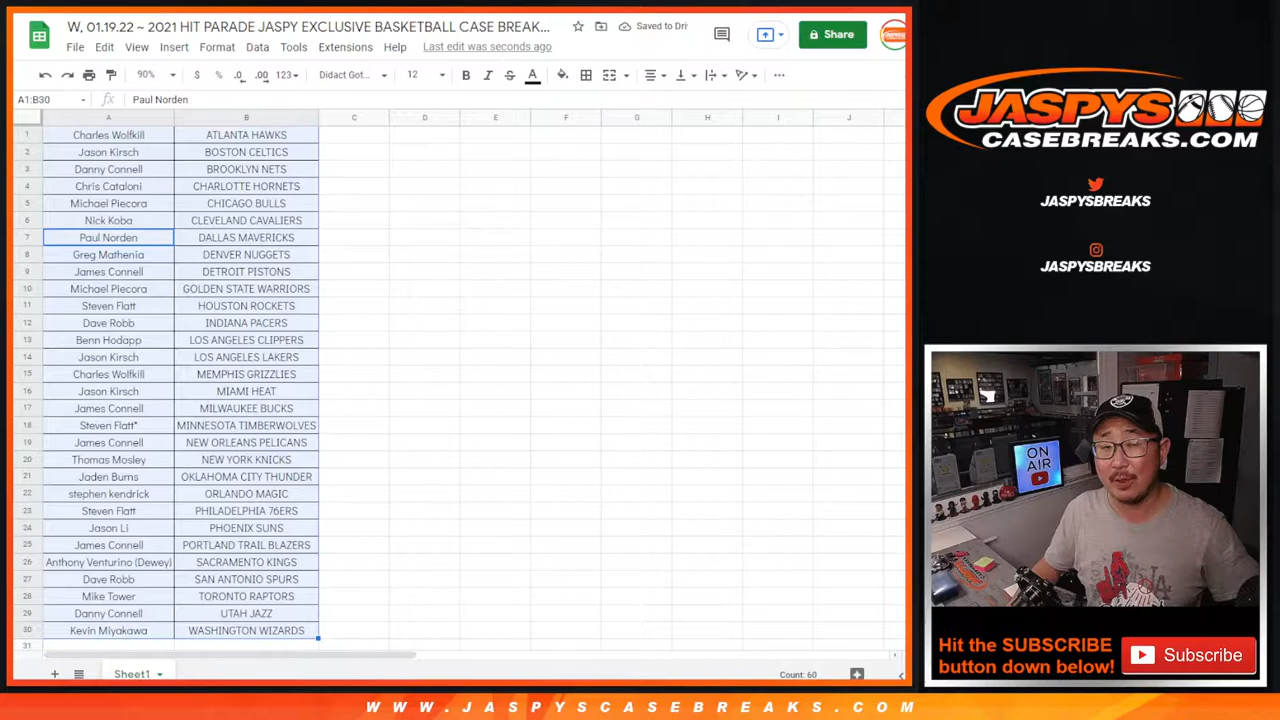 W, 01.19.22 ~ 2021 HIT PARADE JASPY EXCLUSIVE BASKETBALL CASE BREAK...
Saved to Dri
Share
File Edit View Insert Format Data Tools Extensions Help Last edit was seconds ago
90% $ % .0 .00 123 Didact Got... 12 B I S A
A1:B30 fx Paul Norden
A B C D E F G H I J
1 Charles Wolfkill ATLANTA HAWKS
2 Jason Kirsch BOSTON CELTICS
3 Danny Connell BROOKLYN NETS
4 Chris Cataloni CHARLOTTE HORNETS
5 Michael Piecora CHICAGO BULLS
6 Nick Koba CLEVELAND CAVALIERS
7 Paul Norden DALLAS MAVERICKS
8 Greg Mathenia DENVER NUGGETS
9 James Connell DETROIT PISTONS
10 Michael Piecora GOLDEN STATE WARRIORS
11 Steven Flatt HOUSTON ROCKETS
12 Dave Robb INDIANA PACERS
13 Benn Hodapp LOS ANGELES CLIPPERS
14 Jason Kirsch LOS ANGELES LAKERS
15 Charles Wolfkill MEMPHIS GRIZZLIES
16 Jason Kirsch MIAMI HEAT
17 James Connell MILWAUKEE BUCKS
18 Steven Flatt* MINNESOTA TIMBERWOLVES
19 James Connell NEW ORLEANS PELICANS
20 Thomas Mosley NEW YORK KNICKS
21 Jaden Burns OKLAHOMA CITY THUNDER
22 stephen kendrick ORLANDO MAGIC
23 Steven Flatt PHILADELPHIA 76ERS
24 Jason Li PHOENIX SUNS
25 James Connell PORTLAND TRAIL BLAZERS
26 Anthony Venturino (Dewey) SACRAMENTO KINGS
27 Dave Robb SAN ANTONIO SPURS
28 Mike Tower TORONTO RAPTORS
29 Danny Connell UTAH JAZZ
30 Kevin Miyakawa WASHINGTON WIZARDS
31
Sheet1
Count: 60
JASPYS
CASEBREAKS.COM
JASPYSBREAKS
JASPYSBREAKS
ON
AIR
Hit the SUBSCRIBE
button down below!
Subscribe
WWW.JASPYSCASEBREAKS.COM